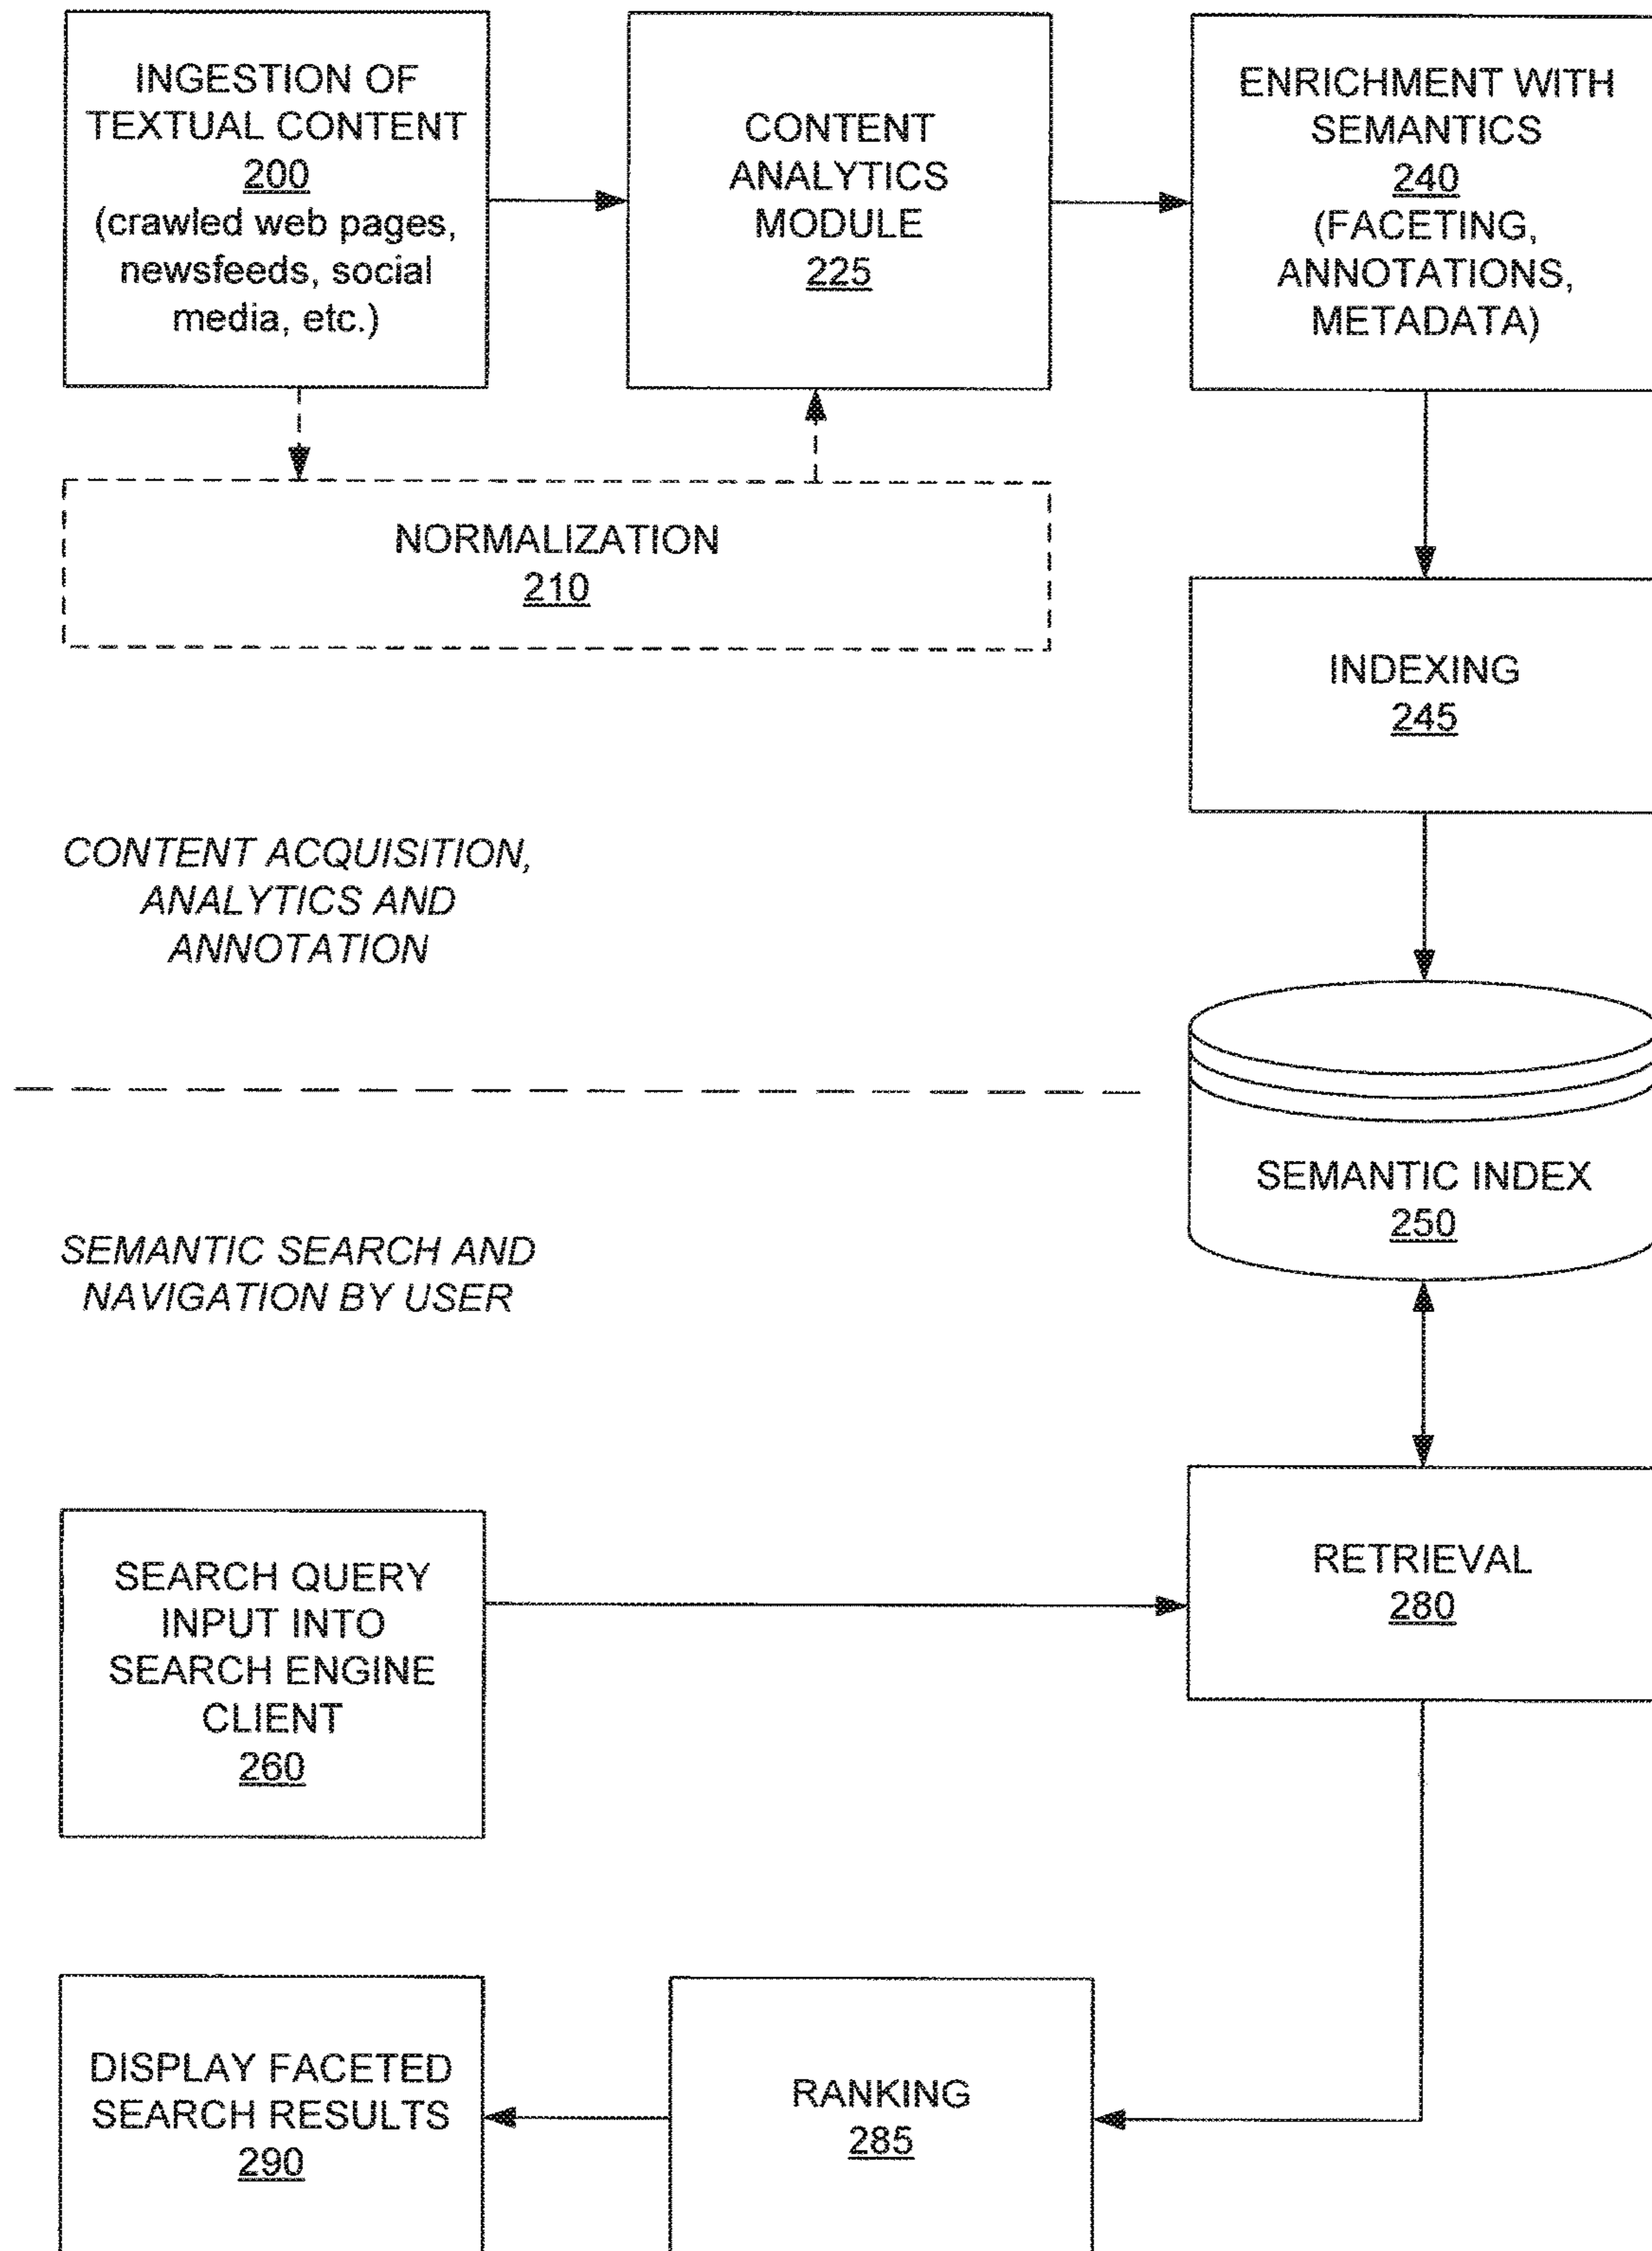 INGESTION OF
TEXTUAL CONTENT
200
(crawled web pages,
newsfeeds, social
media, etc.)
CONTENT
ANALYTICS
MODULE
225
ENRICHMENT WITH
SEMANTICS
240
(FACETING,
ANNOTATIONS,
METADATA)
NORMALIZATION
210
INDEXING
245
CONTENT ACQUISITION,
ANALYTICS AND
ANNOTATION
SEMANTIC INDEX
250
SEMANTIC SEARCH AND
NAVIGATION BY USER
RETRIEVAL
280
SEARCH QUERY
INPUT INTO
SEARCH ENGINE
CLIENT
260
DISPLAY FACETED
SEARCH RESULTS
290
RANKING
285